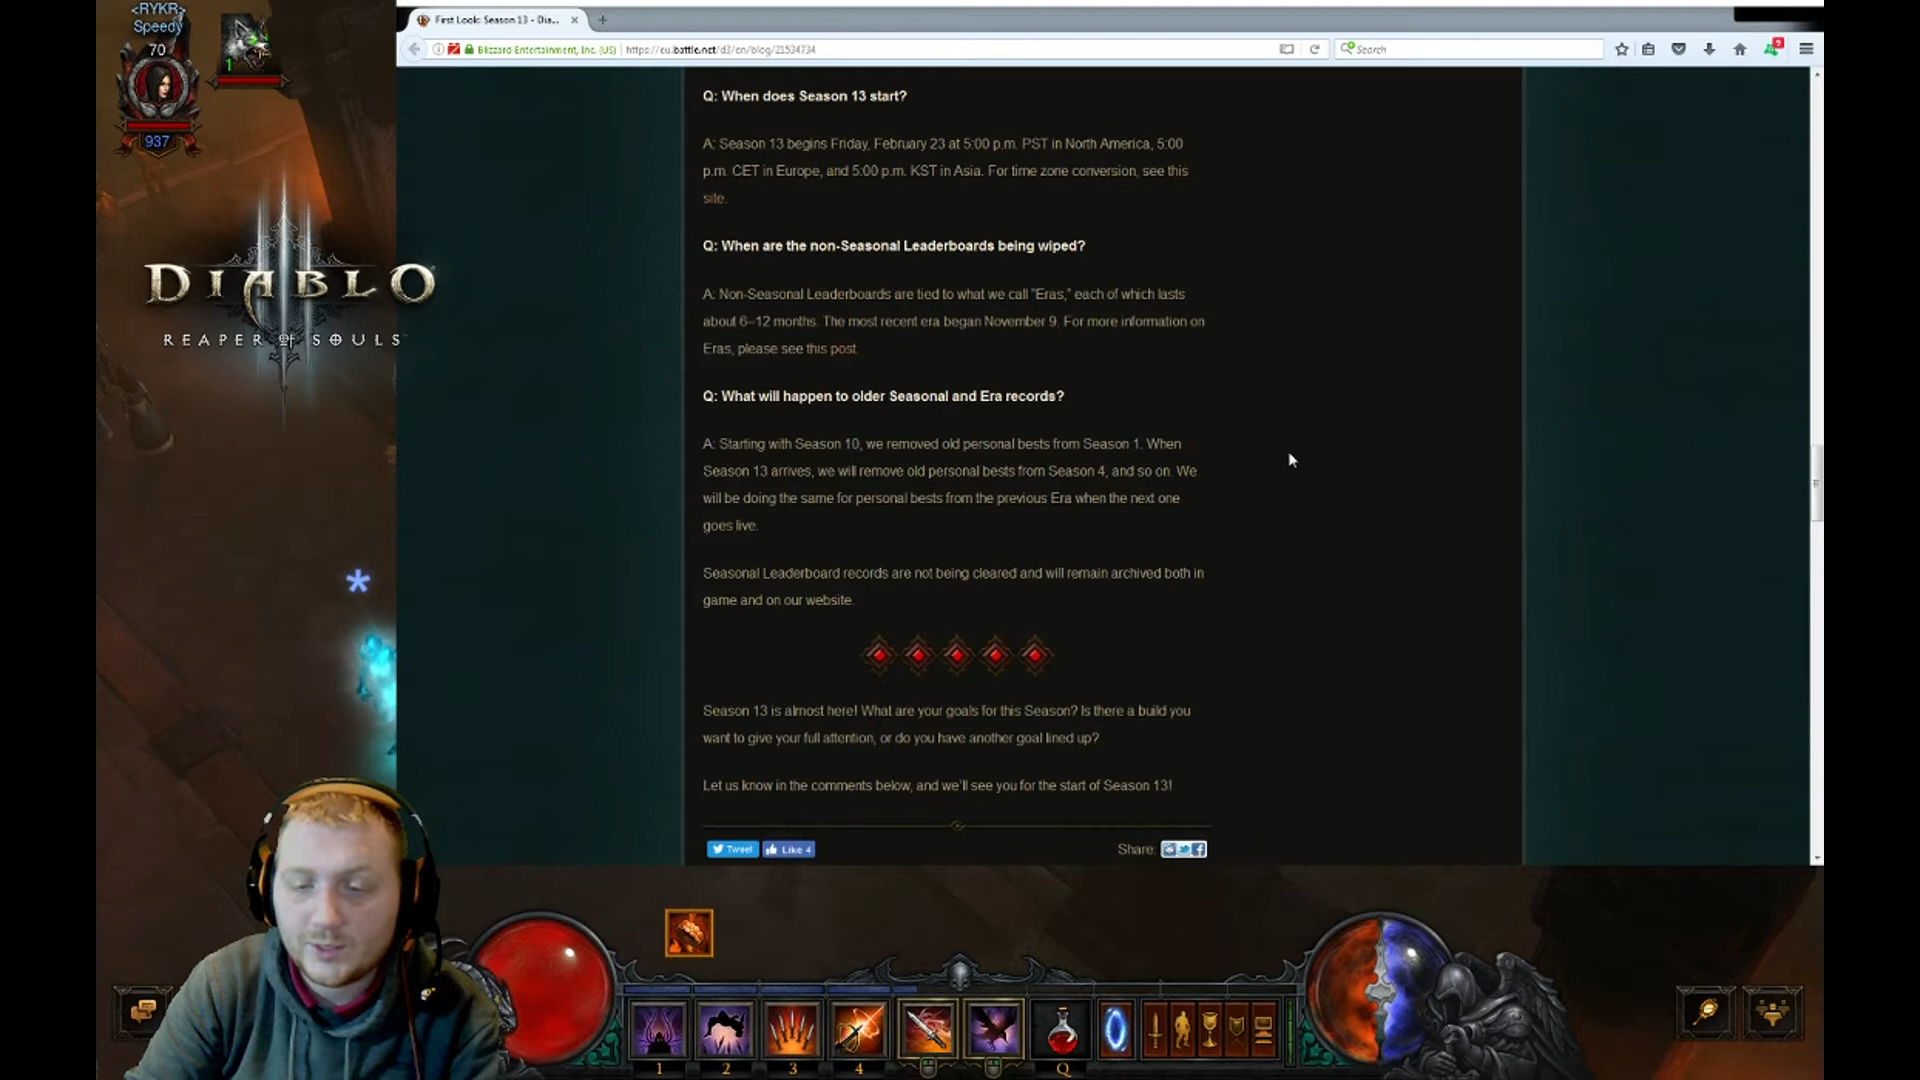 <RYKR>
Speedy
70
1
937
DIABLO
III
REAPER OF SOULS
First Look: Season 13 - Dia...
Blizzard Entertainment, Inc. (US)
https://eu.battle.net/d3/en/blog/21534734
Search
Q: When does Season 13 start?
A: Season 13 begins Friday, February 23 at 5:00 p.m. PST in North America, 5:00
p.m. CET in Europe, and 5:00 p.m. KST in Asia. For time zone conversion, see this
site.
Q: When are the non-Seasonal Leaderboards being wiped?
A: Non-Seasonal Leaderboards are tied to what we call "Eras," each of which lasts
about 6–12 months. The most recent era began November 9. For more information on
Eras, please see this post.
Q: What will happen to older Seasonal and Era records?
A: Starting with Season 10, we removed old personal bests from Season 1. When
Season 13 arrives, we will remove old personal bests from Season 4, and so on. We
will be doing the same for personal bests from the previous Era when the next one
goes live.
Seasonal Leaderboard records are not being cleared and will remain archived both in
game and on our website.
Season 13 is almost here! What are your goals for this Season? Is there a build you
want to give your full attention, or do you have another goal lined up?
Let us know in the comments below, and we'll see you for the start of Season 13!
Tweet
Like 4
Share:
1
2
3
4
Q